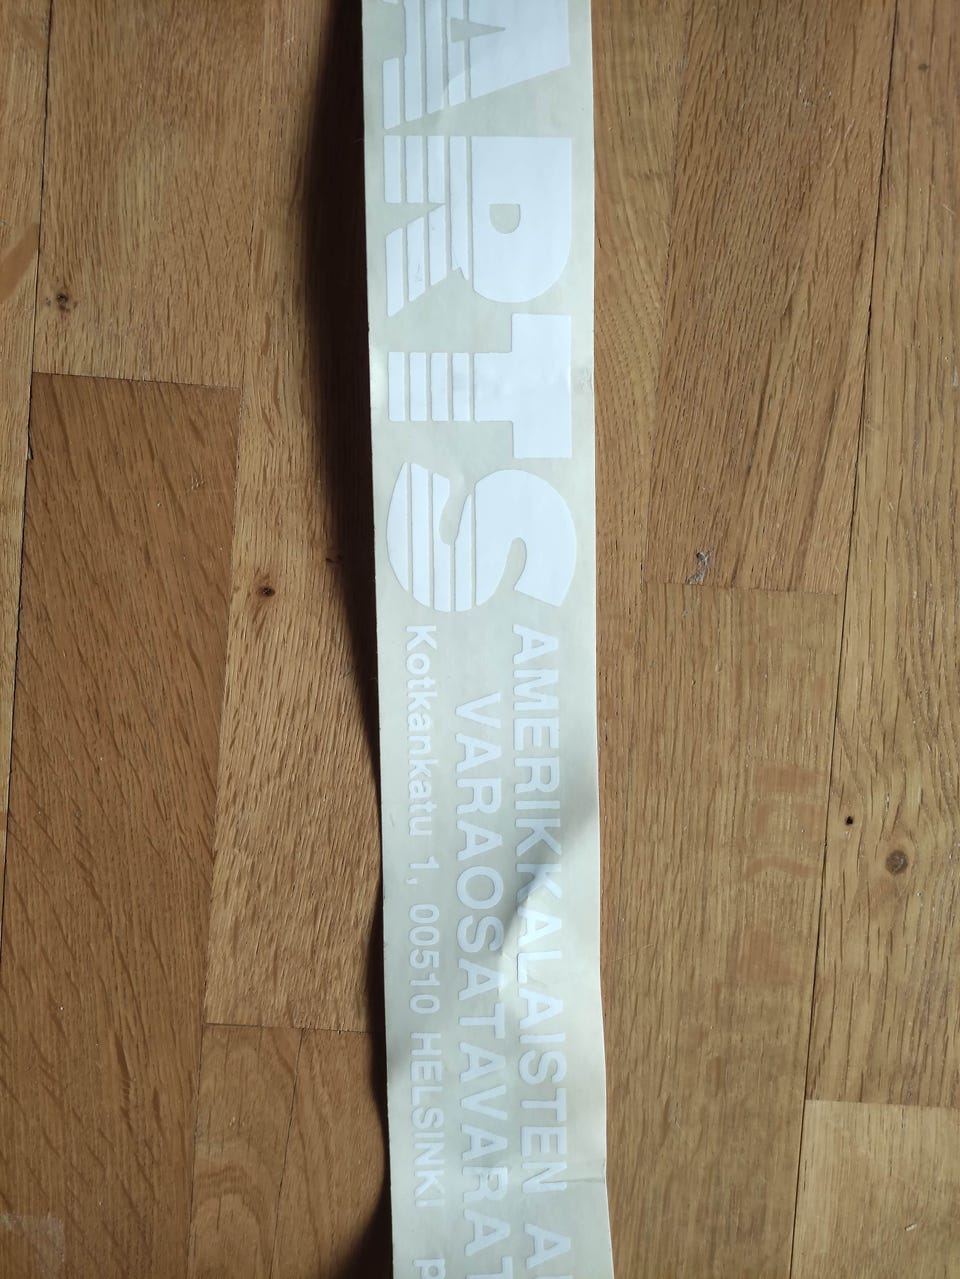 ARTS
AMERIKKALAISTEN
VARAOSATAVARAT
Kotkankatu 1, 00510 HELSINKI